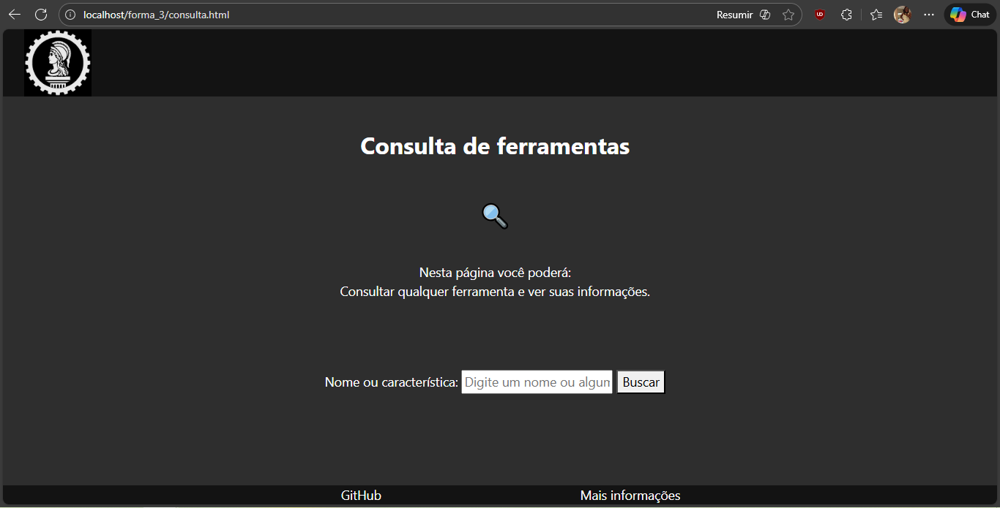 localhost/forma_3/consulta.html
Resumir
Chat
Consulta de ferramentas
Nesta página você poderá:
Consultar qualquer ferramenta e ver suas informações.
Nome ou característica: Digite um nome ou algum Buscar
GitHub Mais informações